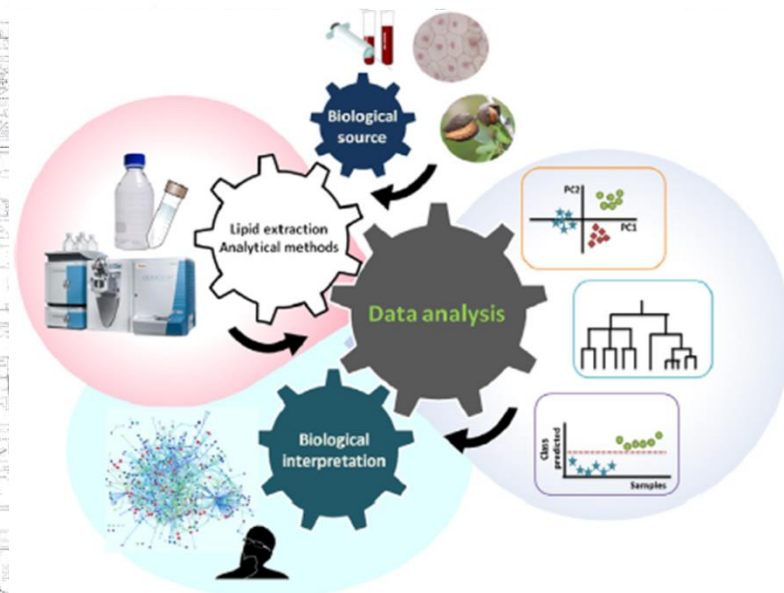 Biological
source
Lipid extraction
Analytical methods
Data analysis
PC2
PC1
Class
predicted
Samples
Biological
interpretation